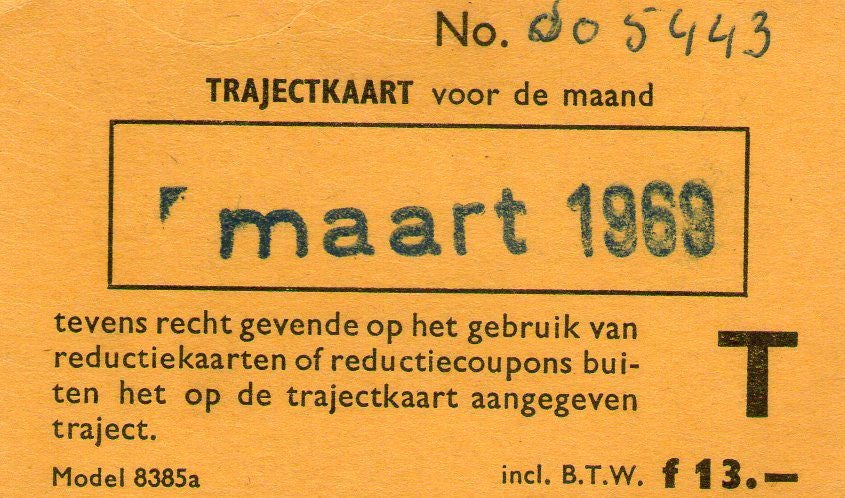 No. 005443
TRAJECTKAART voor de maand
maart 1969
tevens recht gevende op het gebruik van
reductiekaarten of reductiecoupons bui-
ten het op de trajectkaart aangegeven
traject.
T
Model 8385a
incl. B.T.W. f 13.—